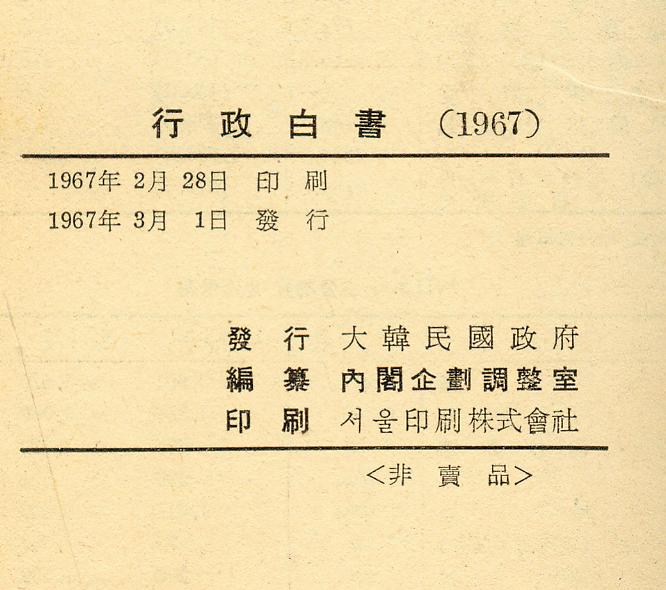 行政白書 (1967)
1967年 2月 28日 印刷
1967年 3月 1日 發行
發行 大韓民國政府
編纂 內閣企劃調整室
印刷 서울印刷株式會社
<非賣品>